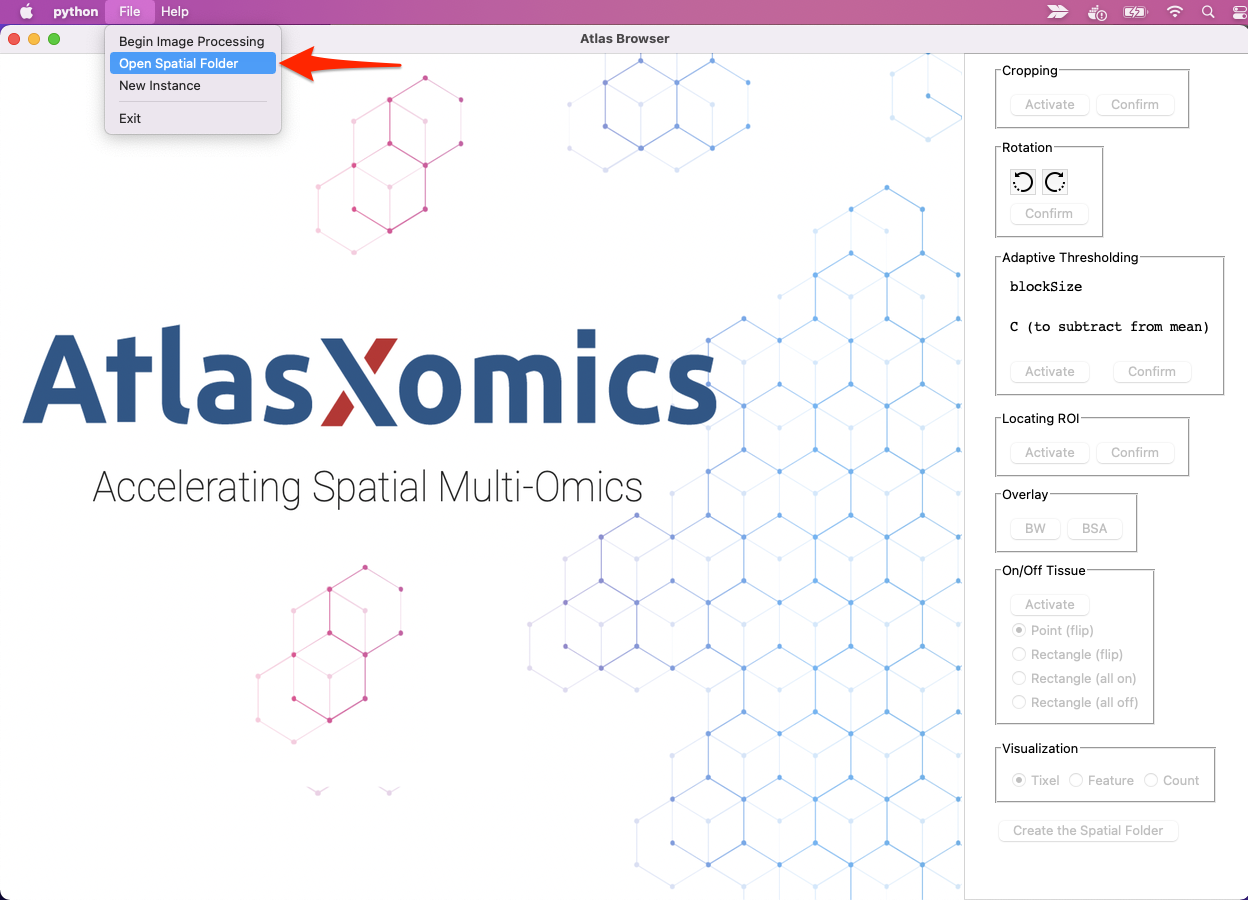 python File Help
Atlas Browser
Begin Image Processing
Open Spatial Folder
New Instance
Exit
AtlasXomics
Accelerating Spatial Multi-Omics
Cropping
Activate Confirm
Rotation
Confirm
Adaptive Thresholding
blockSize
C (to subtract from mean)
Activate Confirm
Locating ROI
Activate Confirm
Overlay
BW BSA
On/Off Tissue
Activate
Point (flip)
Rectangle (flip)
Rectangle (all on)
Rectangle (all off)
Visualization
Tixel Feature Count
Create the Spatial Folder